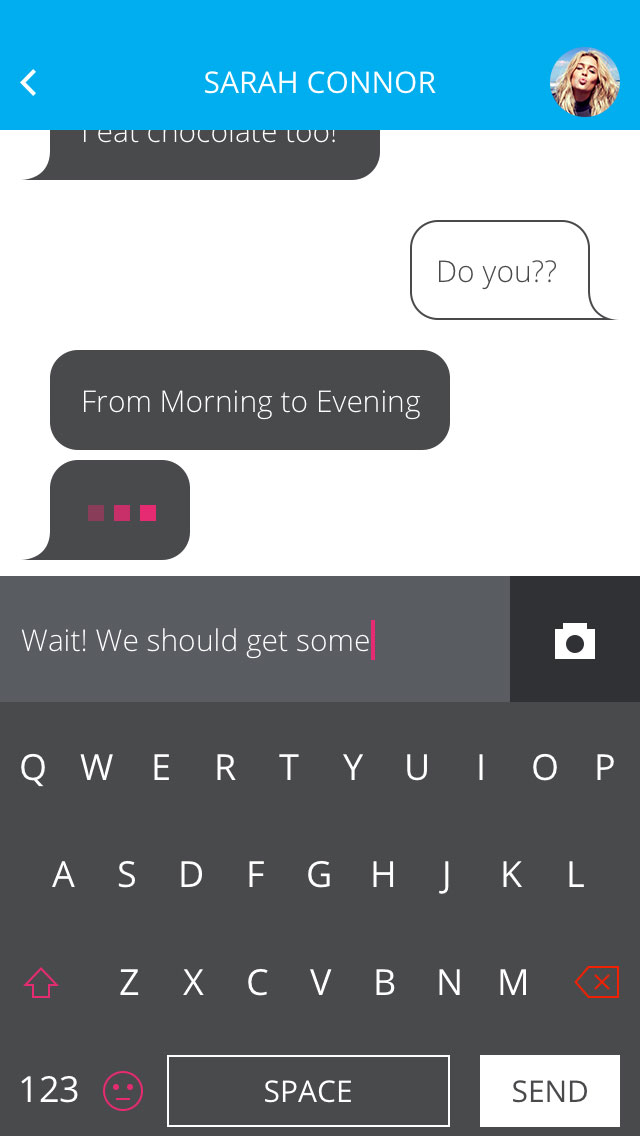 SARAH CONNOR
I eat chocolate too!
Do you??
From Morning to Evening
Wait! We should get some
Q W E R T Y U I O P
A S D F G H J K L
Z X C V B N M
123 SPACE SEND